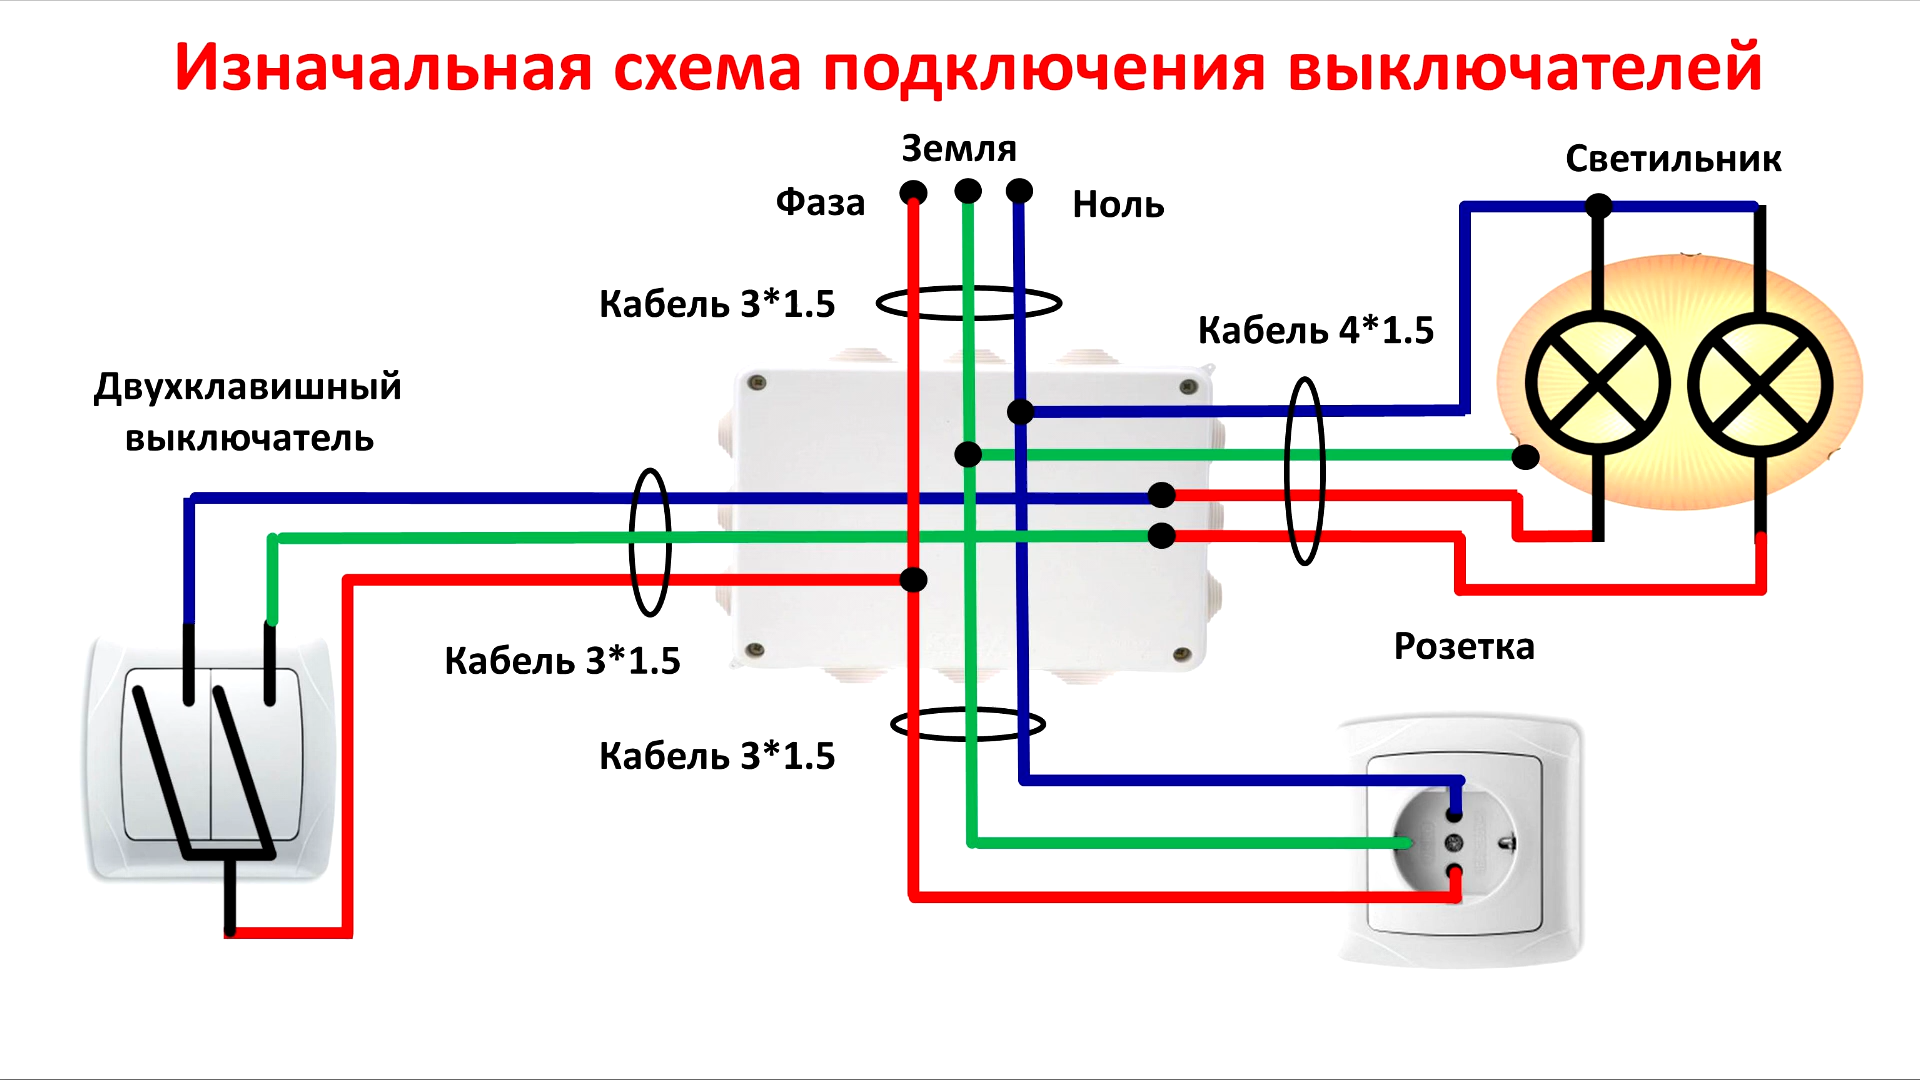 Изначальная схема подключения выключателей
Земля
Фаза
Ноль
Светильник
Кабель 3*1.5
Кабель 4*1.5
Двухклавишный
выключатель
Кабель 3*1.5
Розетка
Кабель 3*1.5